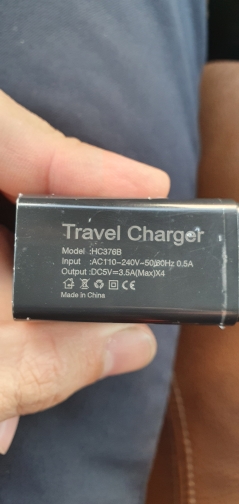 Travel Charger
Model :HC376B
Input :AC110-240V~50/60Hz 0.5A
Output :DC5V=3.5A(Max)X4
CE
Made in China